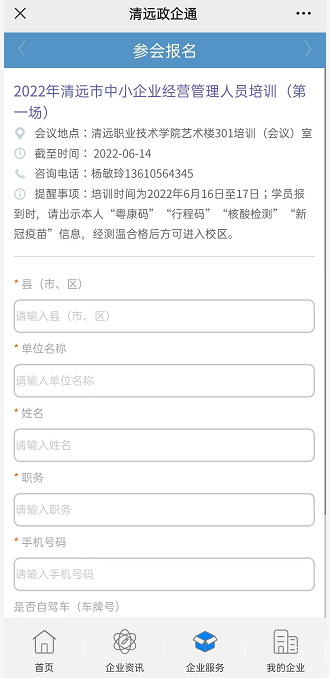 清远政企通
参会报名
2022年清远市中小企业经营管理人员培训（第
一场）
会议地点：清远职业技术学院艺术楼301培训（会议）室
截至时间： 2022-06-14
咨询电话：杨敏玲13610564345
提醒事项：培训时间为2022年6月16日至17日；学员报
到时，请出示本人“粤康码”“行程码”“核酸检测”“新
冠疫苗”信息，经测温合格后方可进入校区。
* 县（市、区）
请输入县（市、区）
* 单位名称
请输入单位名称
* 姓名
请输入姓名
* 职务
请输入职务
* 手机号码
请输入手机号码
是否自驾车（车牌号）
首页 企业资讯 企业服务 我的企业